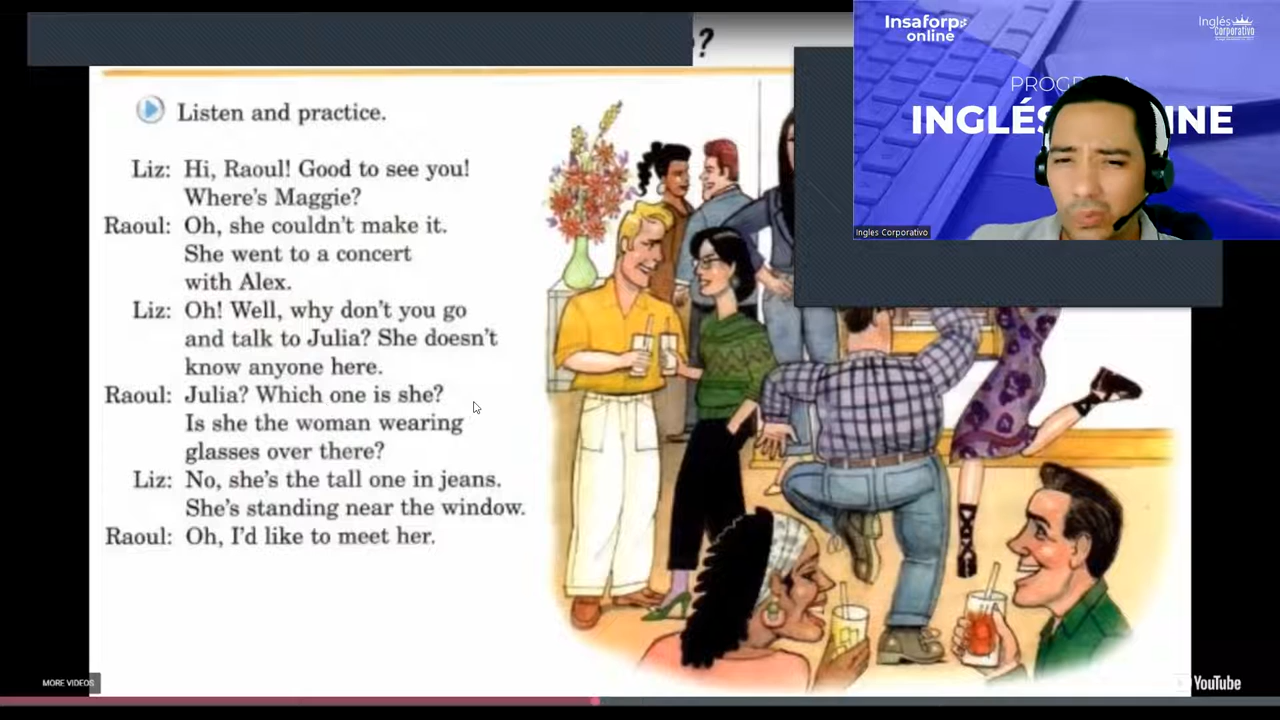 ?
Insaforp
online
Inglés
Corporativo
INGLÉS
Ingles Corporativo
Listen and practice.
Liz: Hi, Raoul! Good to see you!
Where's Maggie?
Raoul: Oh, she couldn't make it.
She went to a concert
with Alex.
Liz: Oh! Well, why don't you go
and talk to Julia? She doesn't
know anyone here.
Raoul: Julia? Which one is she?
Is she the woman wearing
glasses over there?
Liz: No, she's the tall one in jeans.
She's standing near the window.
Raoul: Oh, I'd like to meet her.
MORE VIDEOS
YouTube